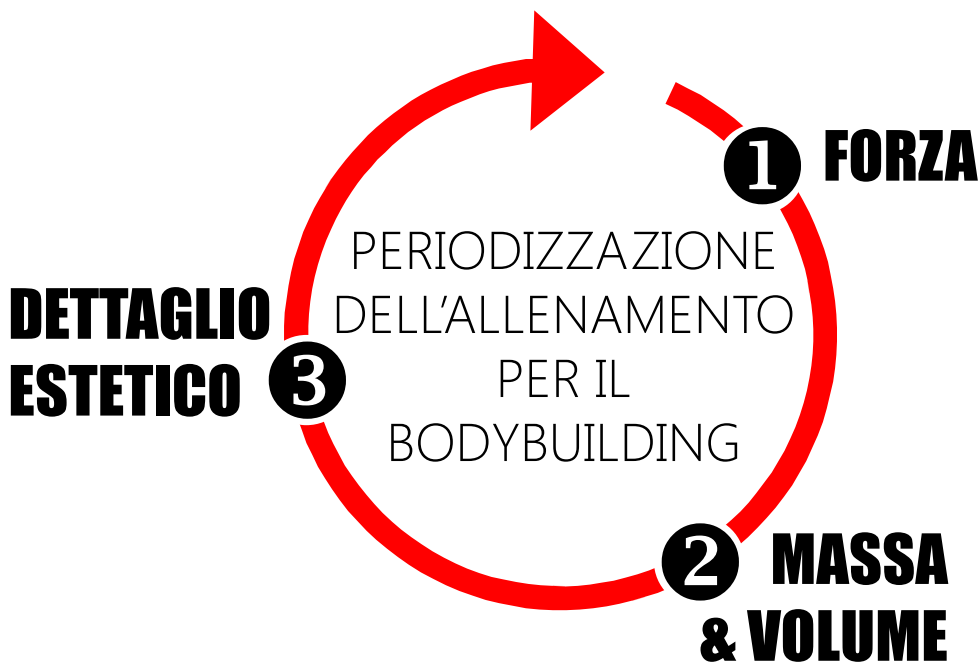 1 FORZA
PERIODIZZAZIONE
DELL'ALLENAMENTO
PER IL
BODYBUILDING
2 MASSA
& VOLUME
DETTAGLIO
ESTETICO 3